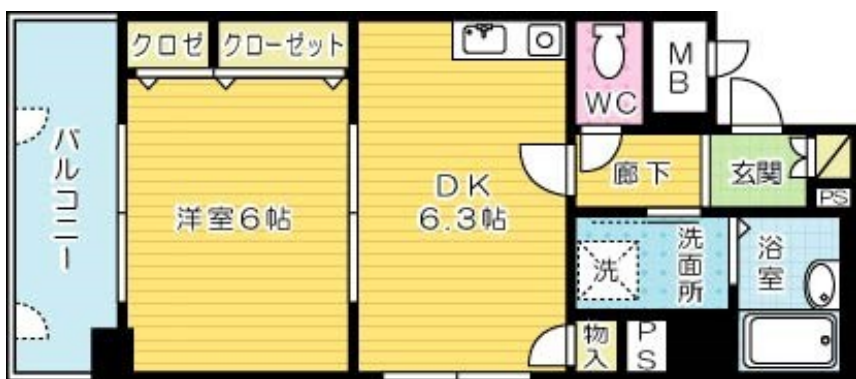 クロゼ
クローゼット
WC
MB
バルコニー
洋室6帖
DK
6.3帖
廊下
玄関
PS
洗
洗面所
浴室
物入
PS